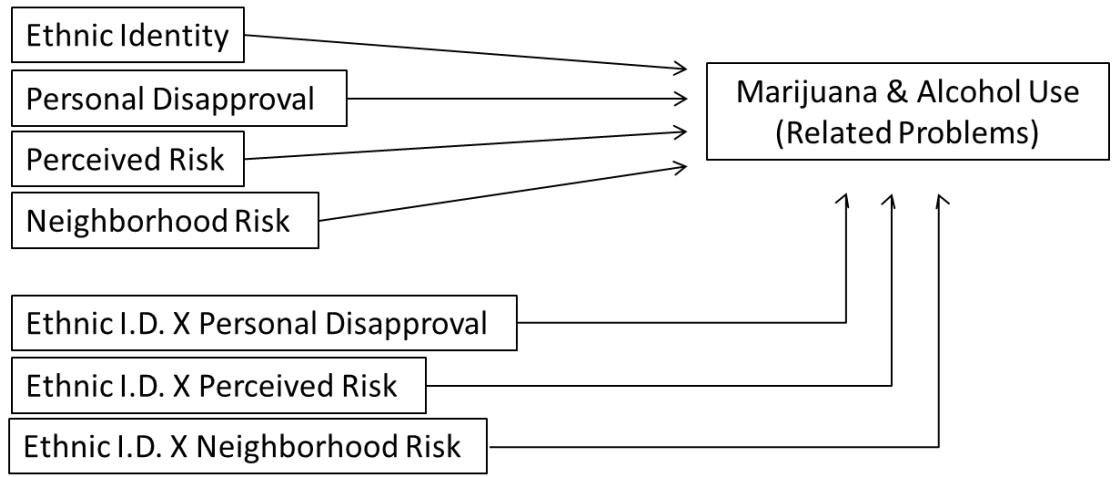 Ethnic Identity
Personal Disapproval
Perceived Risk
Neighborhood Risk
Marijuana & Alcohol Use
(Related Problems)
Ethnic I.D. X Personal Disapproval
Ethnic I.D. X Perceived Risk
Ethnic I.D. X Neighborhood Risk